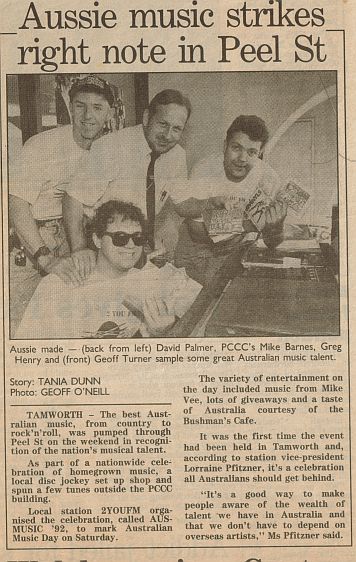 Aussie music strikes
right note in Peel St
Aussie made — (back from left) David Palmer, PCCC's Mike Barnes, Greg
Henry and (front) Geoff Turner sample some great Australian music talent.
Story: TANIA DUNN
Photo: GEOFF O'NEILL
TAMWORTH – The best Aust-
ralian music, from country to
rock'n'roll, was pumped through
Peel St on the weekend in recogni-
tion of the nation's musical talent.
As part of a nationwide cele-
bration of homegrown music, a
local disc jockey set up shop and
spun a few tunes outside the PCCC
building.
Local station 2YOUFM orga-
nised the celebration, called AUS-
MUSIC '92, to mark Australian
Music Day on Saturday.
The variety of entertainment on
the day included music from Mike
Vee, lots of giveaways and a taste
of Australia courtesy of the
Bushman's Cafe.
It was the first time the event
had been held in Tamworth and,
according to station vice-president
Lorraine Pfitzner, it's a celebration
all Australians should get behind.
"It's a good way to make
people aware of the wealth of
talent we have in Australia and
that we don't have to depend on
overseas artists," Ms Pfitzner said.